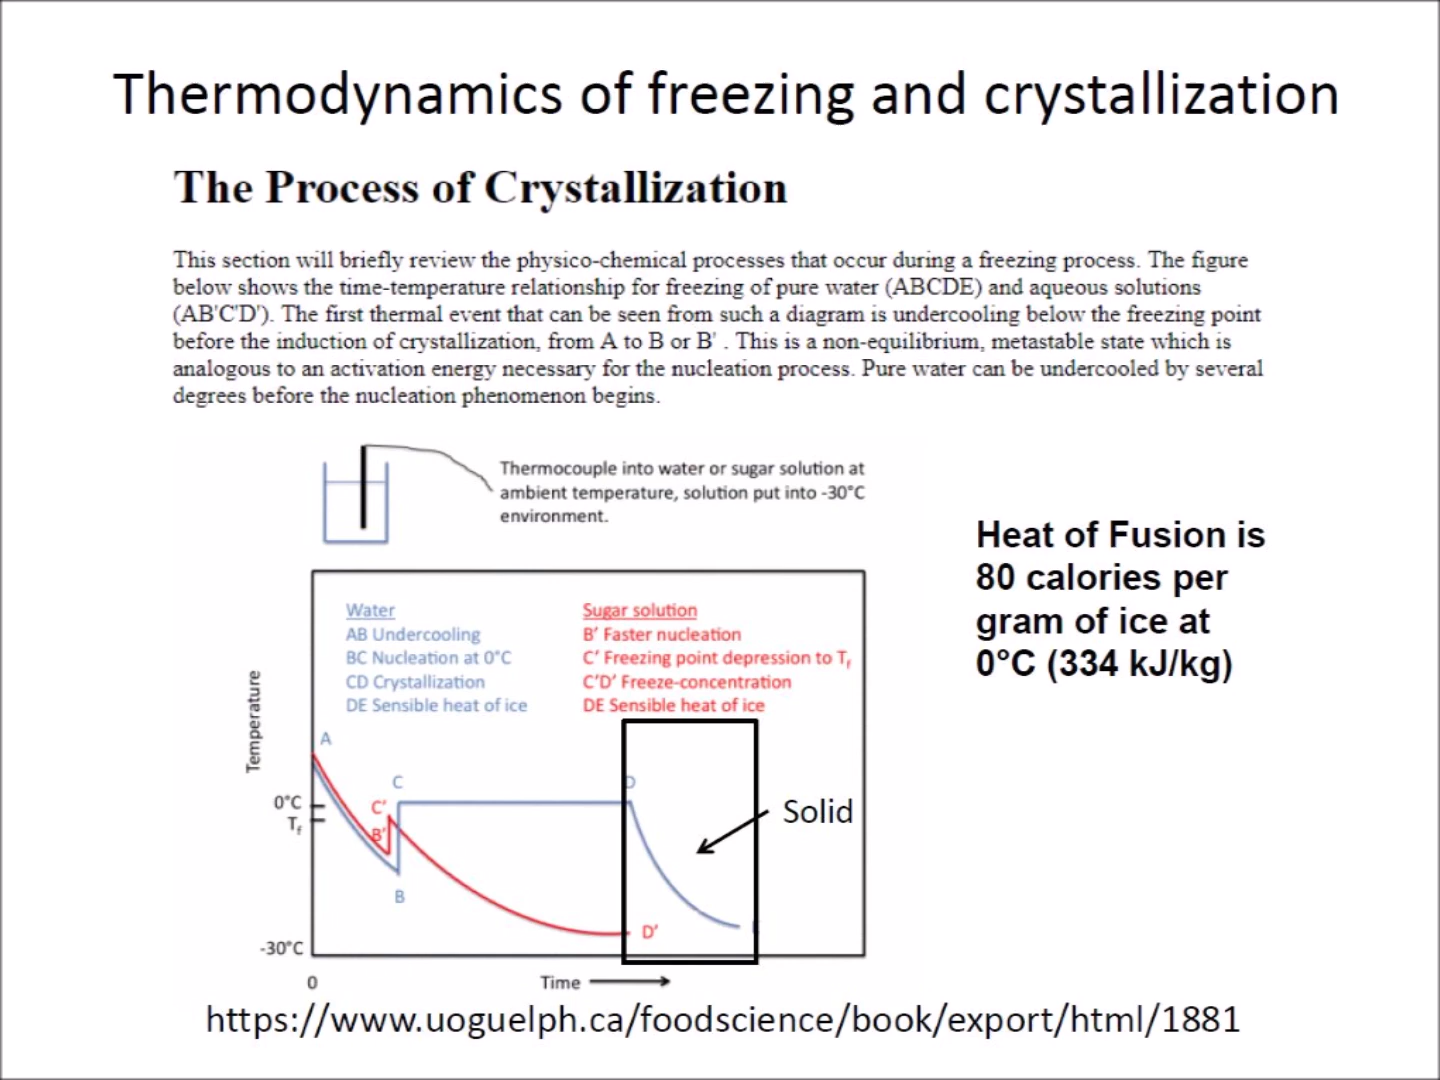 Thermodynamics of freezing and crystallization
The Process of Crystallization
This section will briefly review the physico-chemical processes that occur during a freezing process. The figure
below shows the time-temperature relationship for freezing of pure water (ABCDE) and aqueous solutions
(AB'C'D'). The first thermal event that can be seen from such a diagram is undercooling below the freezing point
before the induction of crystallization, from A to B or B' . This is a non-equilibrium, metastable state which is
analogous to an activation energy necessary for the nucleation process. Pure water can be undercooled by several
degrees before the nucleation phenomenon begins.
Thermocouple into water or sugar solution at
ambient temperature, solution put into -30°C
environment.
Heat of Fusion is
80 calories per
gram of ice at
0°C (334 kJ/kg)
Water
AB Undercooling
BC Nucleation at 0°C
CD Crystallization
DE Sensible heat of ice
Sugar solution
B′ Faster nucleation
C′ Freezing point depression to Tf
C′D′ Freeze-concentration
DE Sensible heat of ice
Temperature
A
C
D
0°C
C′
Solid
Tf
B′
B
D′
-30°C
0
Time
https://www.uoguelph.ca/foodscience/book/export/html/1881